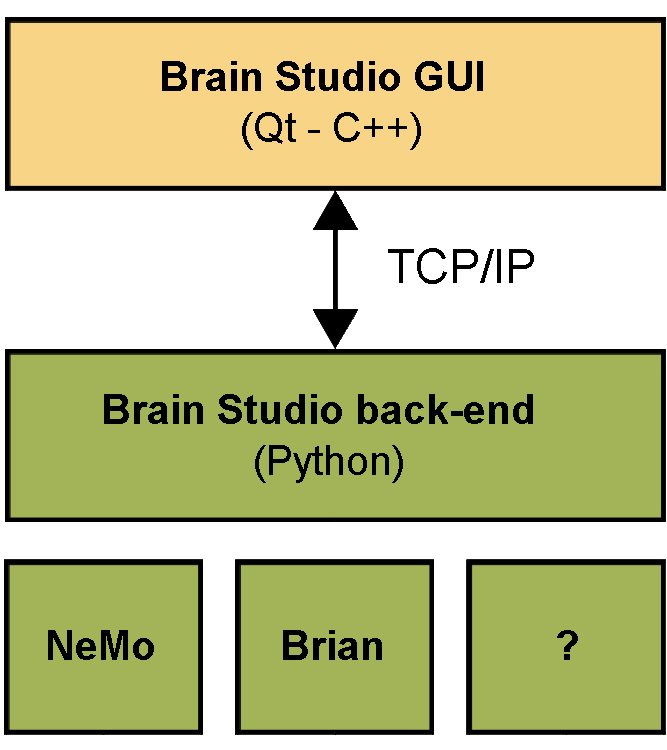 Brain Studio GUI
(Qt - C++)
TCP/IP
Brain Studio back-end
(Python)
NeMo
Brian
?